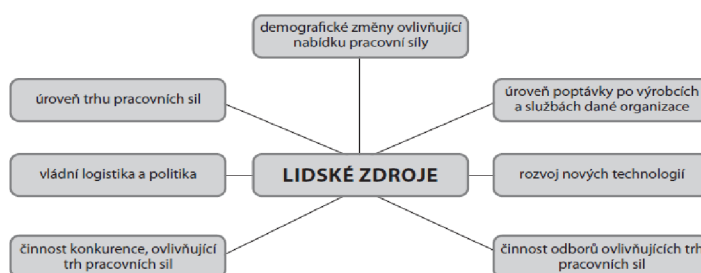 demografické změny ovlivňující
nabídku pracovní síly
úroveň trhu pracovních sil
úroveň poptávky po výrobcích
a službách dané organizace
vládní logistika a politika
LIDSKÉ ZDROJE
rozvoj nových technologií
činnost konkurence, ovlivňující
trh pracovních sil
činnost odborů ovlivňujících trh
pracovních sil